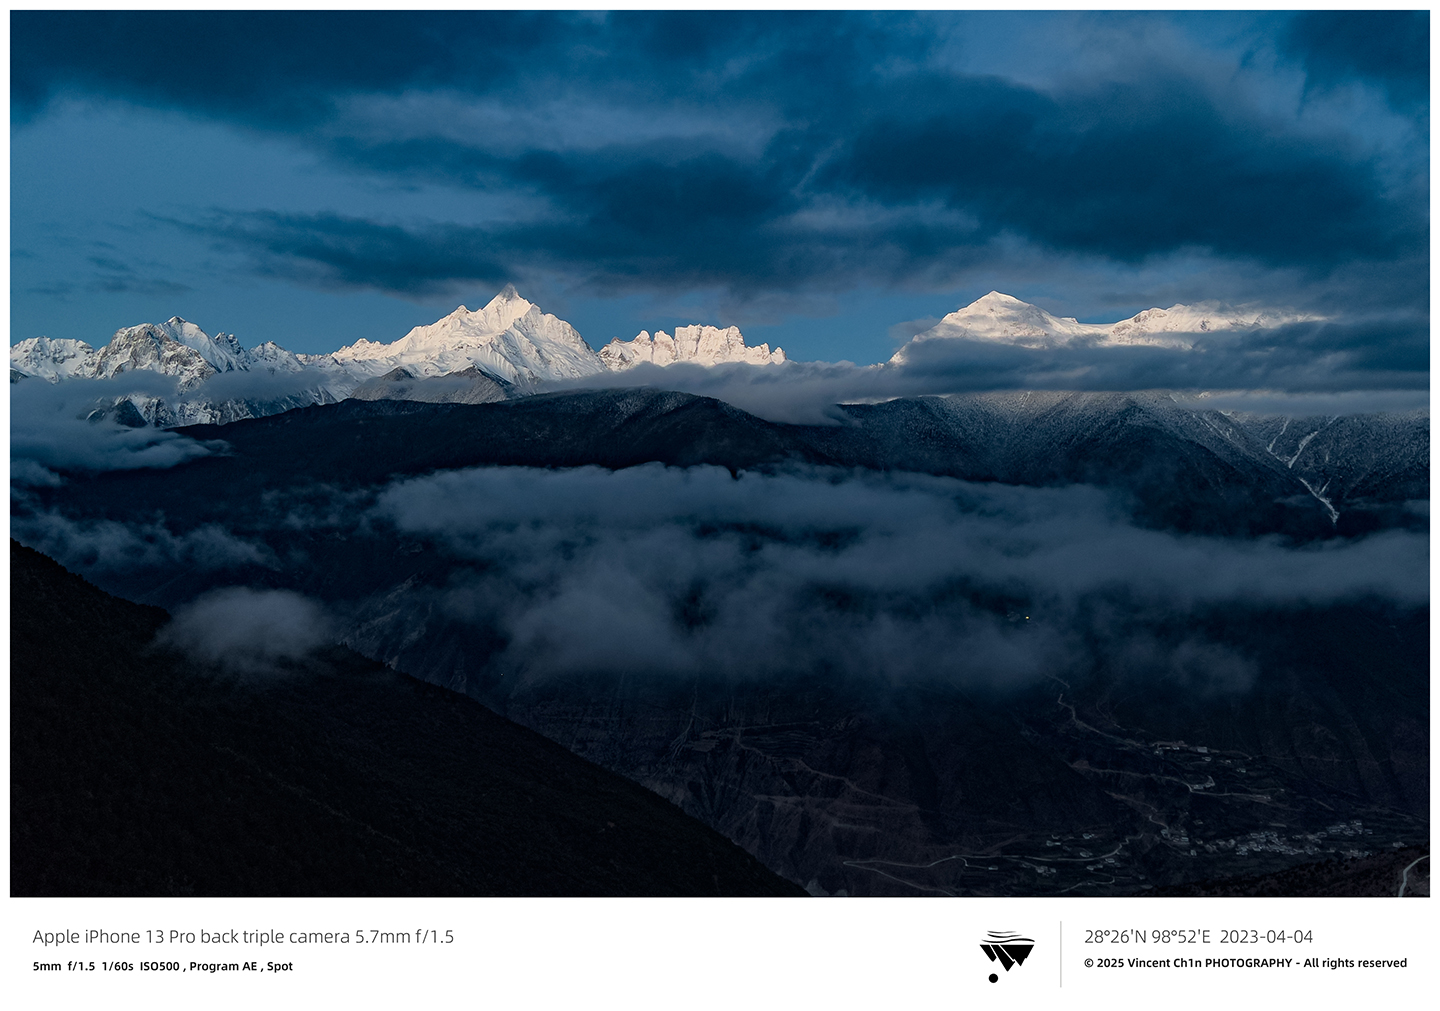 Apple iPhone 13 Pro back triple camera 5.7mm f/1.5
5mm f/1.5 1/60s ISO500 , Program AE , Spot
28°26'N 98°52'E 2023-04-04
© 2025 Vincent Ch1n PHOTOGRAPHY - All rights reserved